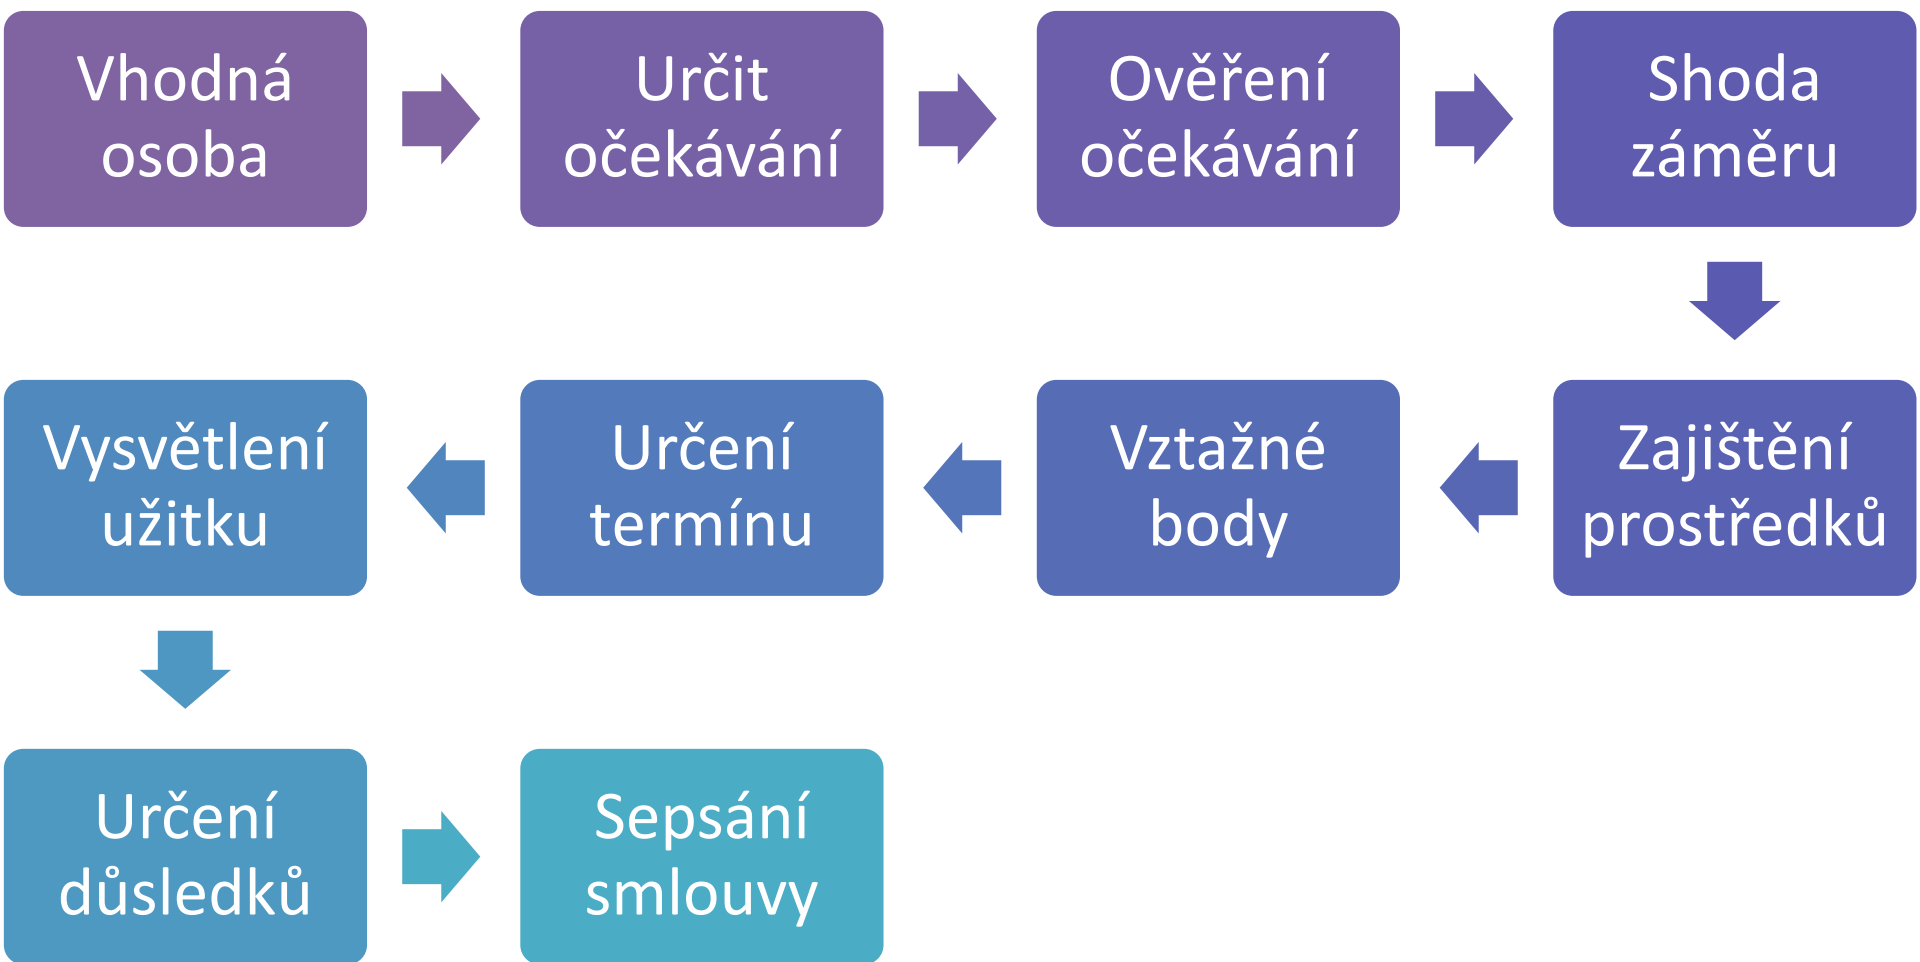 Vhodná
osoba
Určit
očekávání
Ověření
očekávání
Shoda
záměru
Zajištění
prostředků
Vztažné
body
Určení
termínu
Vysvětlení
užitku
Určení
důsledků
Sepsání
smlouvy